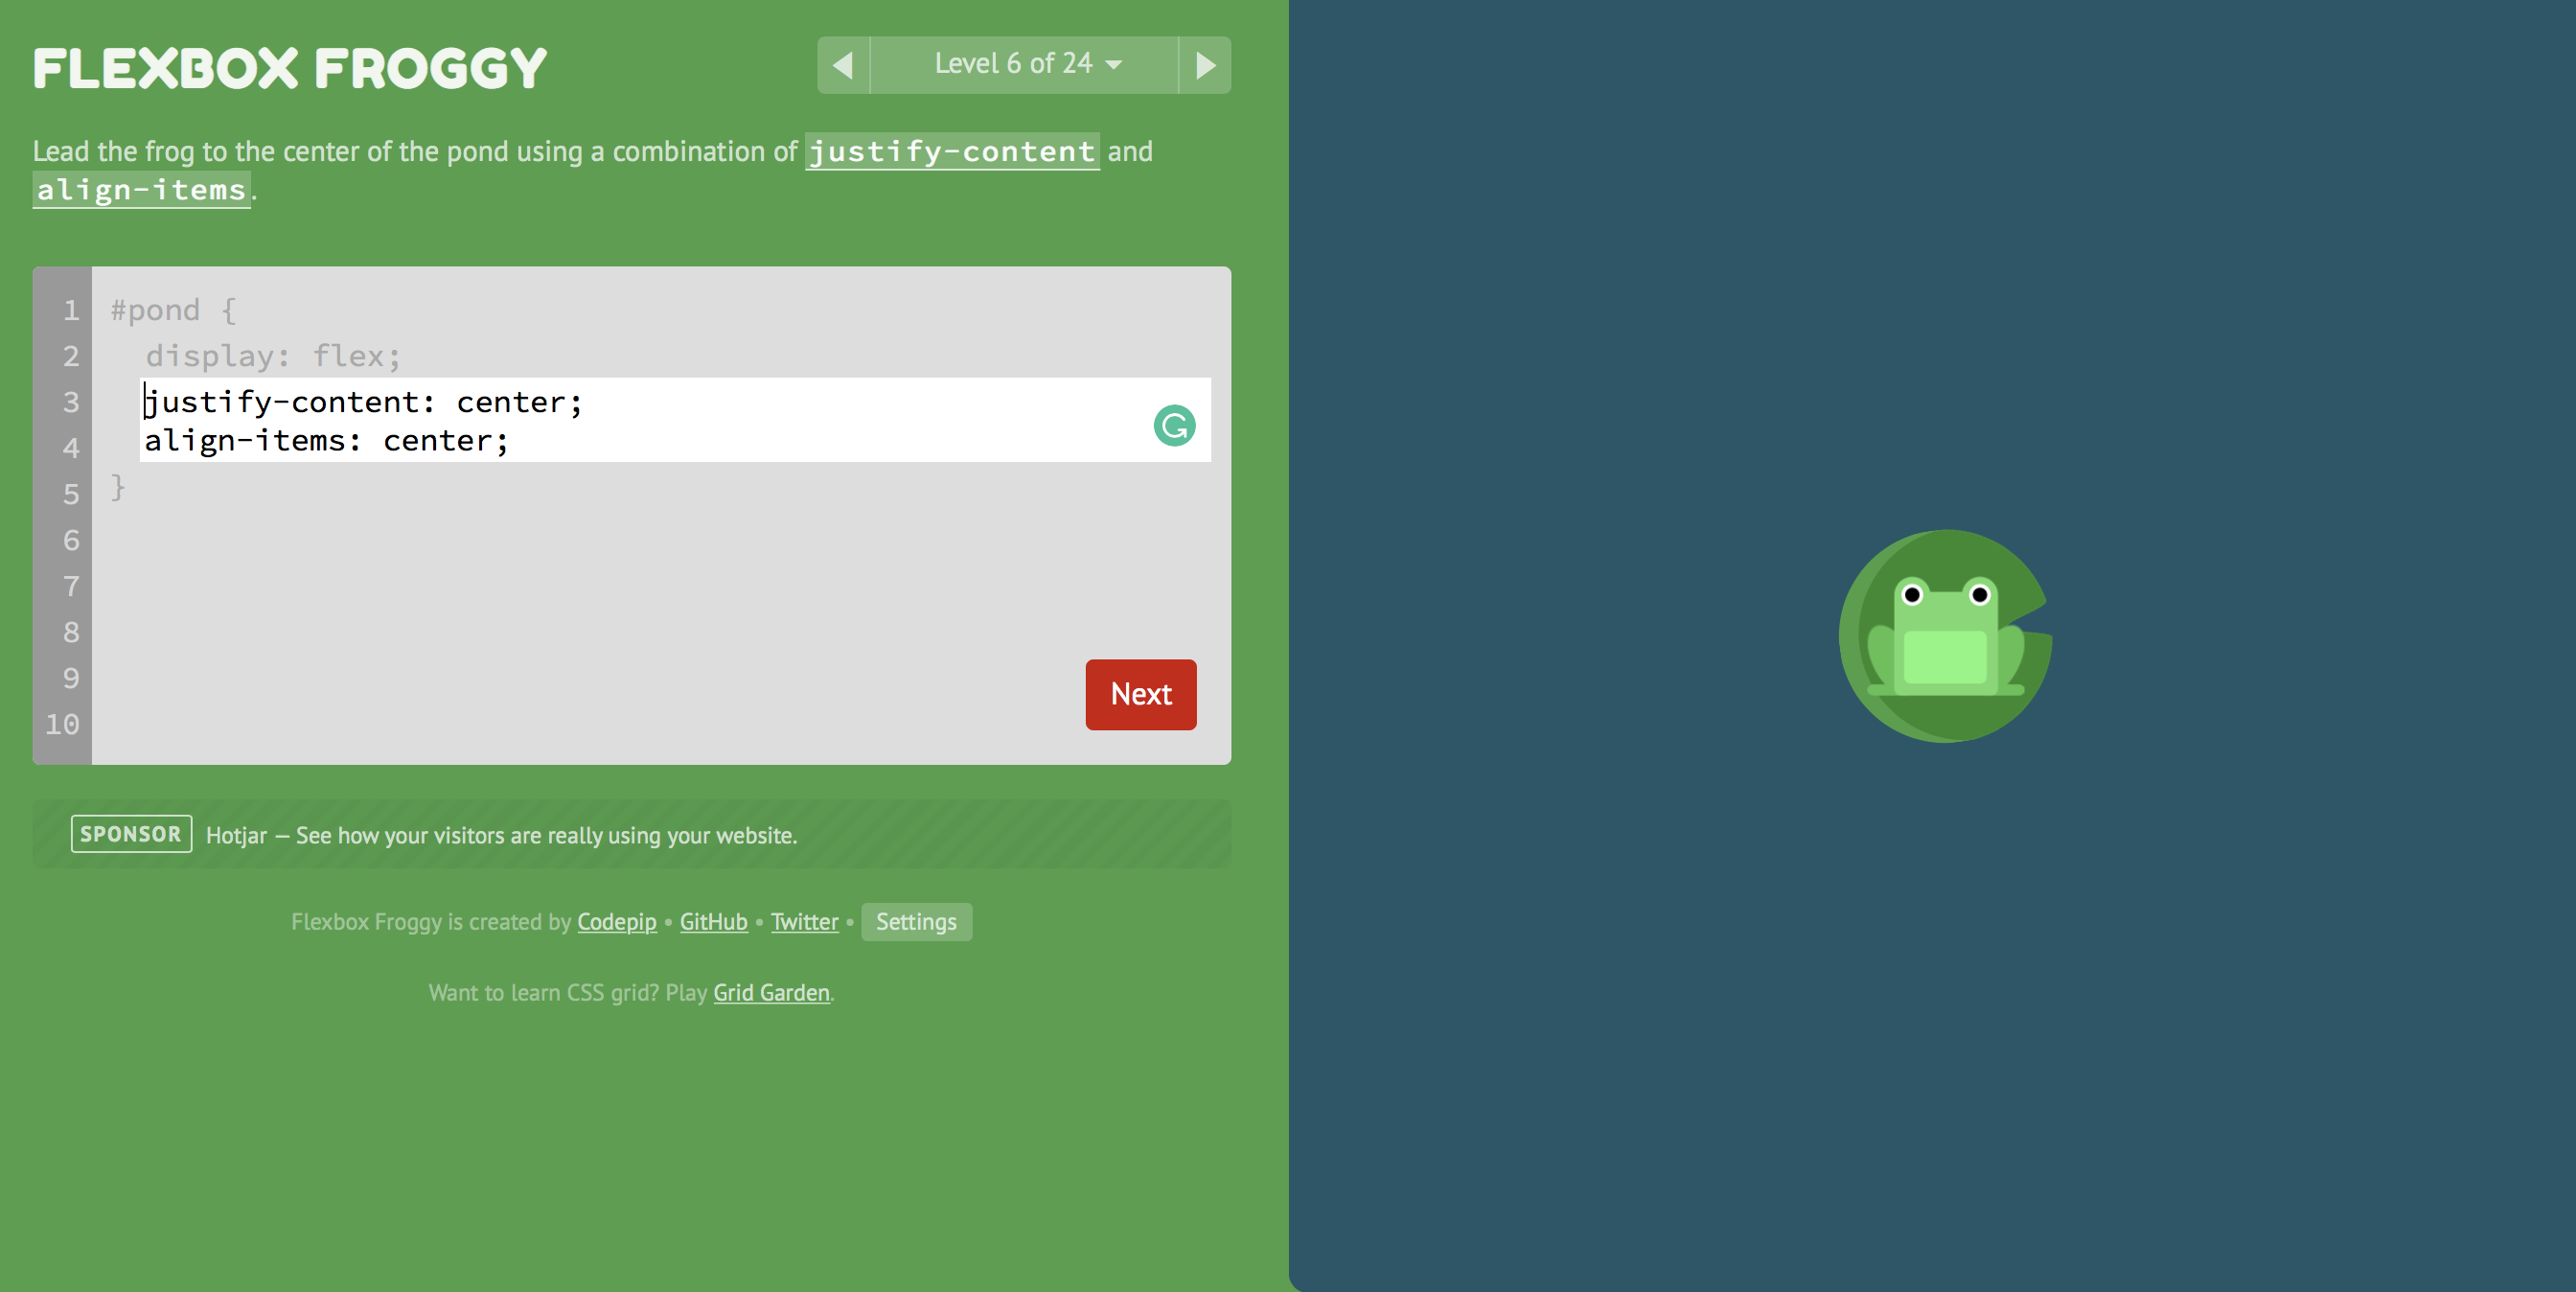 FLEXBOX FROGGY
Level 6 of 24
Lead the frog to the center of the pond using a combination of justify-content and
align-items.
1 #pond {
2 display: flex;
3 justify-content: center;
4 align-items: center;
5 }
6
7
8
9
10
Next
SPONSOR Hotjar — See how your visitors are really using your website.
Flexbox Froggy is created by Codepip • GitHub • Twitter • Settings
Want to learn CSS grid? Play Grid Garden.